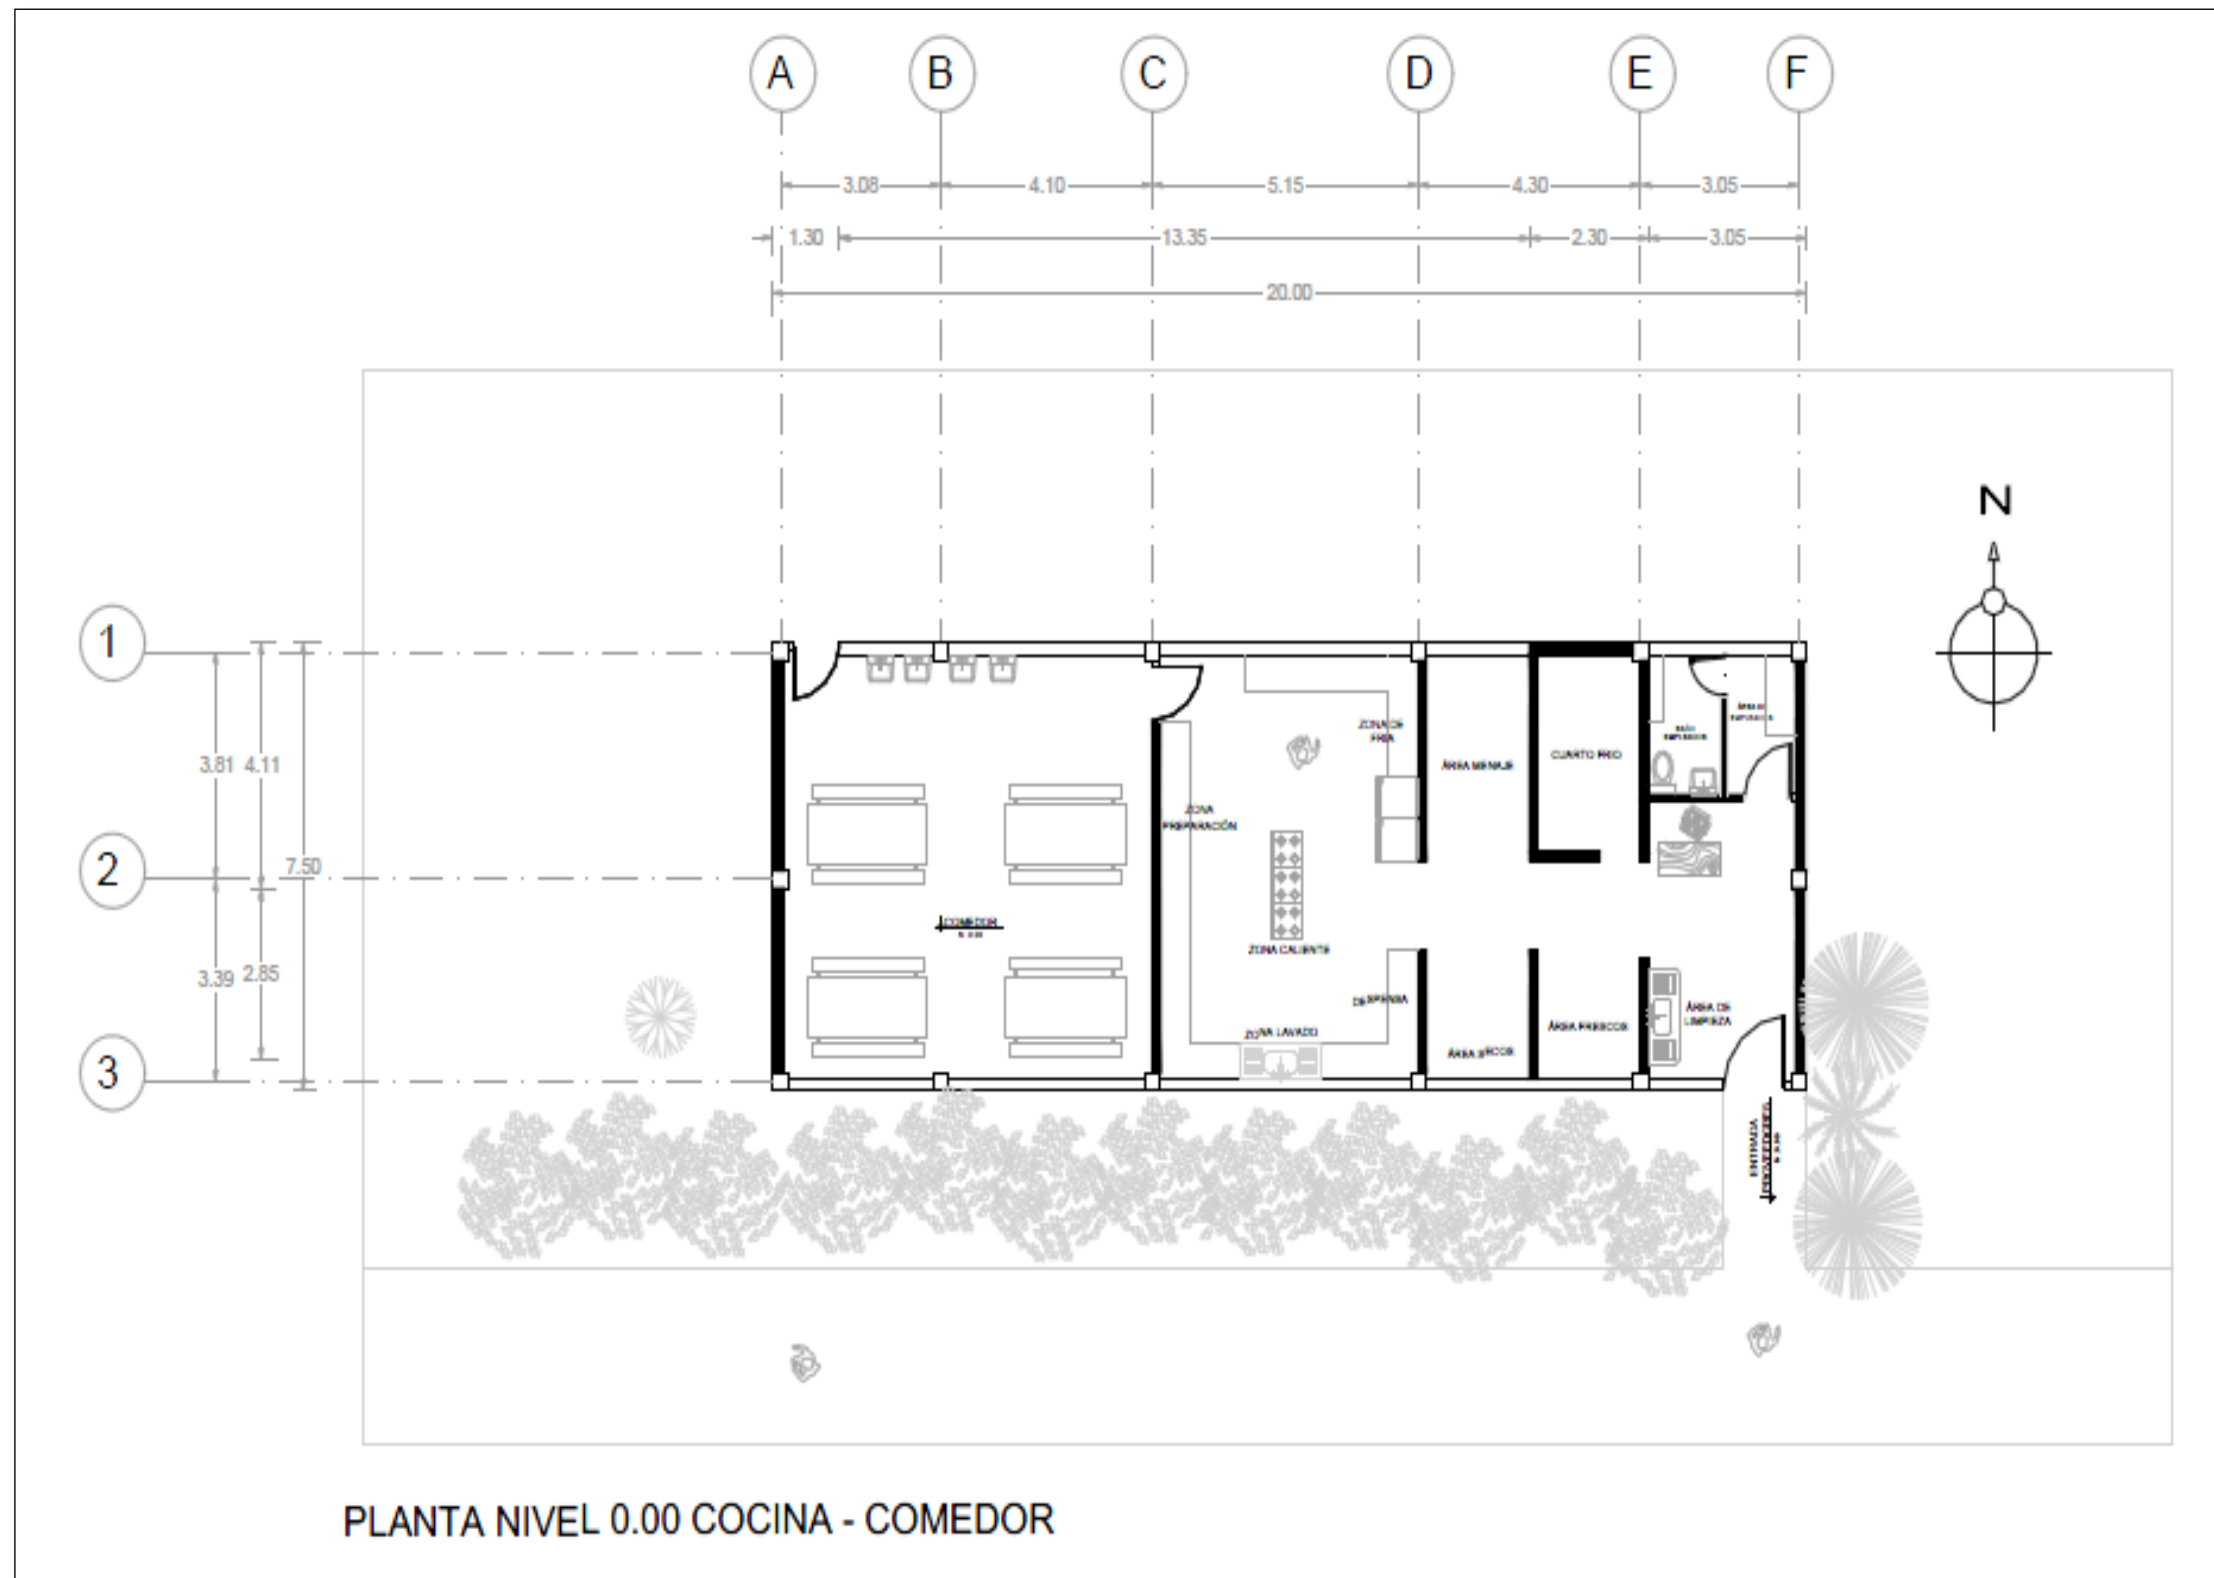 A B C D E F
3.08 4.10 5.15 4.30 3.05
1.30 13.35 2.30 3.05
20.00
N
1
2
3
3.81 4.11
7.50
3.39 2.85
ZONA DE
FRIA
ÁREA MENAJE
CUARTO FRIO
ZONA
PREPARACIÓN
COMEDOR
ZONA CALIENTE
DESPENSA
ZONA LAVADO
ÁREA SECOS
ÁREA FRESCOS
ÁREA DE
LIMPIEZA
ENTRADA
PROVEEDORES
PLANTA NIVEL 0.00 COCINA - COMEDOR